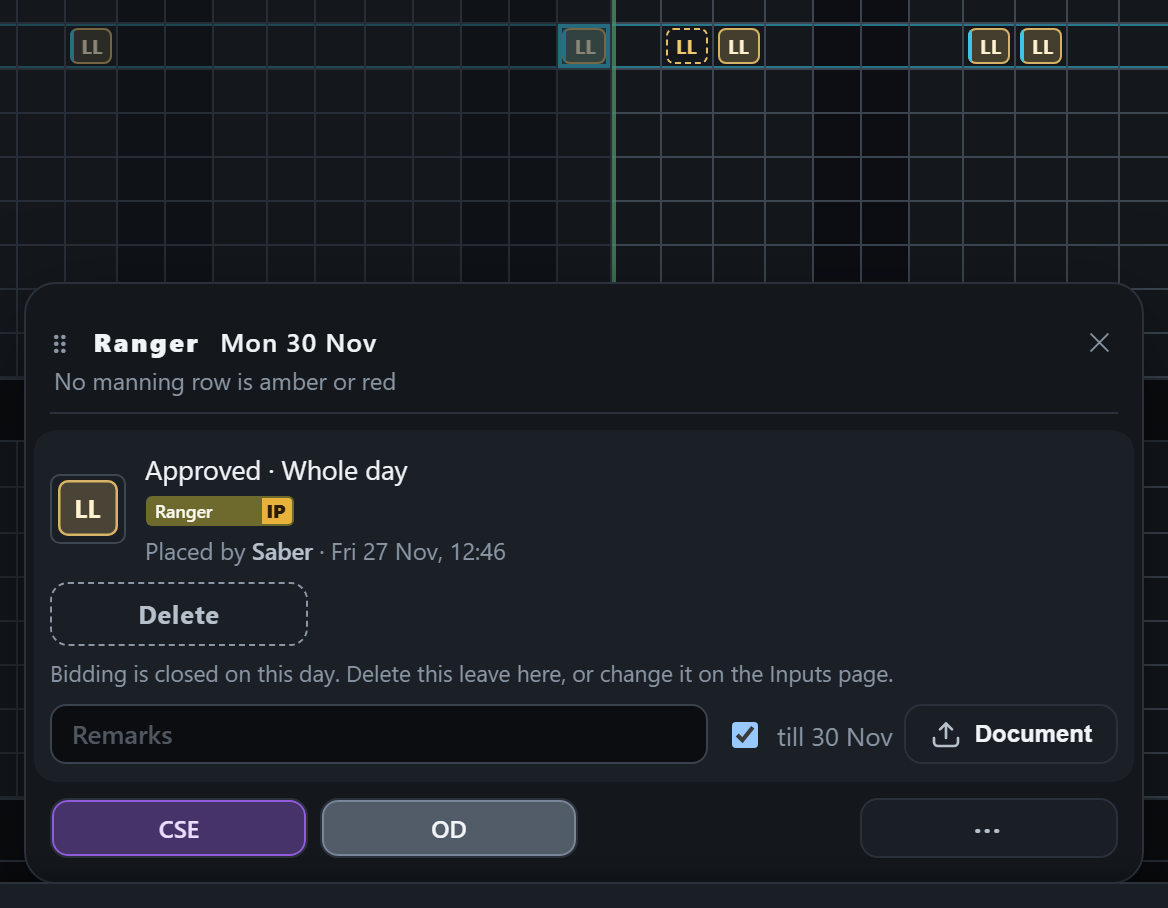 LL LL LL LL LL LL
Ranger Mon 30 Nov
No manning row is amber or red
LL
Approved · Whole day
Ranger IP
Placed by Saber · Fri 27 Nov, 12:46
Delete
Bidding is closed on this day. Delete this leave here, or change it on the Inputs page.
Remarks till 30 Nov Document
CSE OD ...